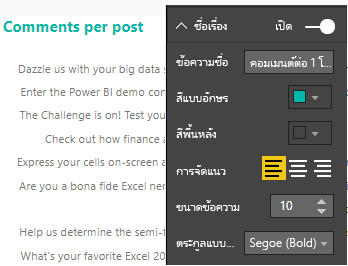 Comments per post
Dazzle us with your big data s
Enter the Power BI demo con
The Challenge is on! Test you
Check out how finance a
Express your cells on-screen a
Are you a bona fide Excel ner
Help us determine the semi-f
What's your favorite Excel 20
ชื่อเรื่อง เปิด
ข้อความชื่อ คอมเมนต์ต่อ 1 โ...
สีแบบอักษร
สีพื้นหลัง
การจัดแนว
ขนาดข้อความ 10
ตระกูลแบบ... Segoe (Bold)